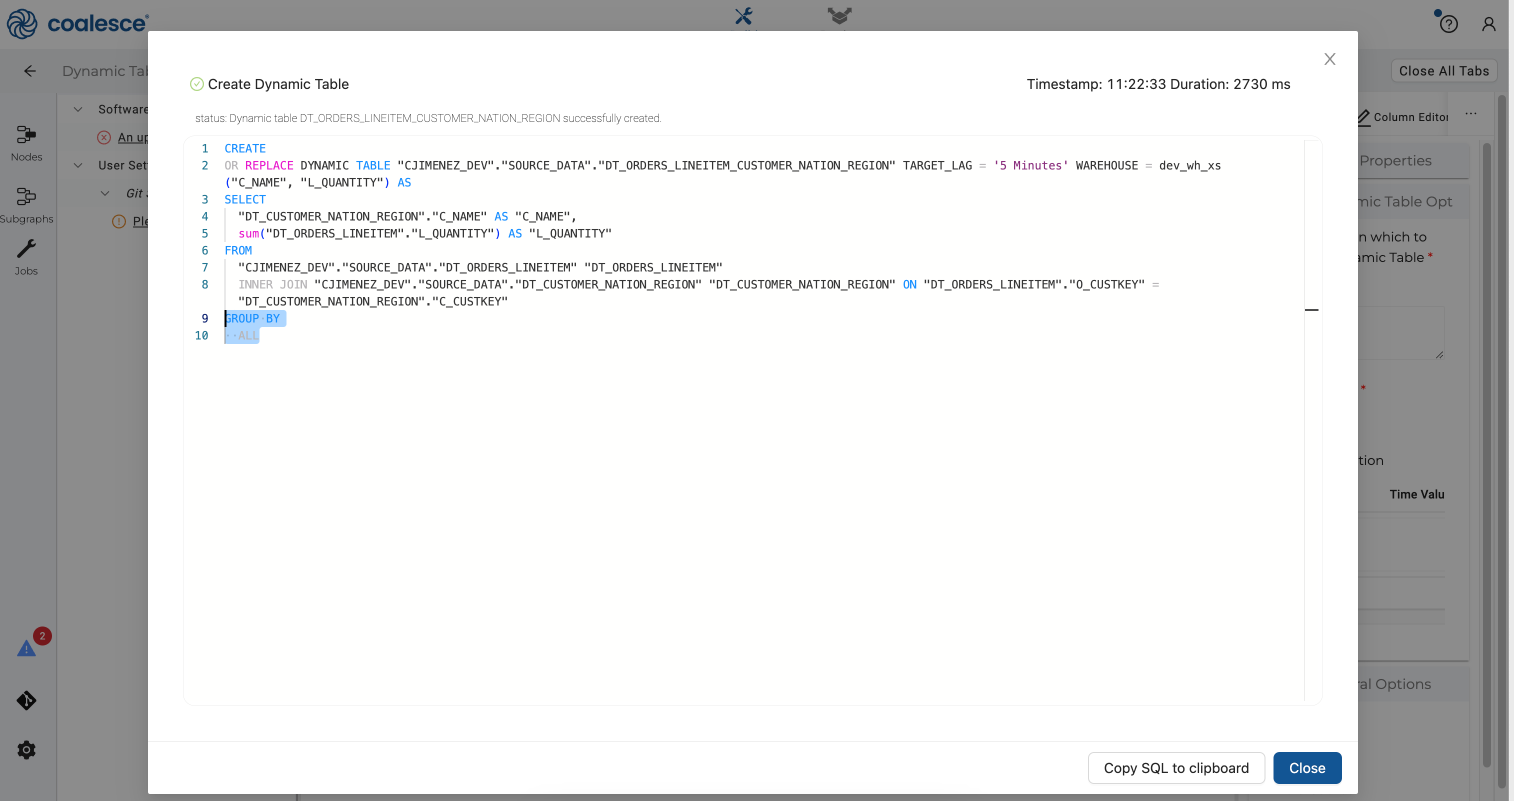 coalesce
Dynamic Tab
Close All Tabs
Create Dynamic Table
Timestamp: 11:22:33 Duration: 2730 ms
status: Dynamic table DT_ORDERS_LINEITEM_CUSTOMER_NATION_REGION successfully created.
1 CREATE
2 OR REPLACE DYNAMIC TABLE "CJIMENEZ_DEV"."SOURCE_DATA"."DT_ORDERS_LINEITEM_CUSTOMER_NATION_REGION" TARGET_LAG = '5 Minutes' WAREHOUSE = dev_wh_xs
("C_NAME", "L_QUANTITY") AS
3 SELECT
4 "DT_CUSTOMER_NATION_REGION"."C_NAME" AS "C_NAME",
5 sum("DT_ORDERS_LINEITEM"."L_QUANTITY") AS "L_QUANTITY"
6 FROM
7 "CJIMENEZ_DEV"."SOURCE_DATA"."DT_ORDERS_LINEITEM" "DT_ORDERS_LINEITEM"
8 INNER JOIN "CJIMENEZ_DEV"."SOURCE_DATA"."DT_CUSTOMER_NATION_REGION" "DT_CUSTOMER_NATION_REGION" ON "DT_ORDERS_LINEITEM"."O_CUSTKEY" =
"DT_CUSTOMER_NATION_REGION"."C_CUSTKEY"
9 GROUP BY
10 ALL
Copy SQL to clipboard
Close
Nodes
Subgraphs
Jobs
2
Software
An up
User Set
Git
Ple
Column Editor
Properties
mic Table Opt
n which to
amic Table *
*
tion
Time Valu
ral Options